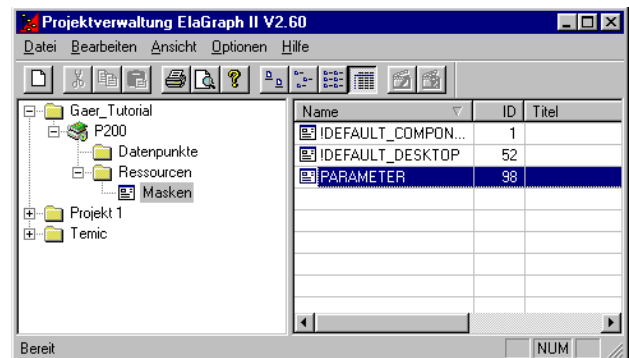 Projektverwaltung ElaGraph II V2.60
Datei Bearbeiten Ansicht Optionen Hilfe
Gaer_Tutorial
P200
Datenpunkte
Ressourcen
Masken
Projekt 1
Temic
Name ID Titel
!DEFAULT_COMPON... 1
!DEFAULT_DESKTOP 52
PARAMETER 98
Bereit NUM